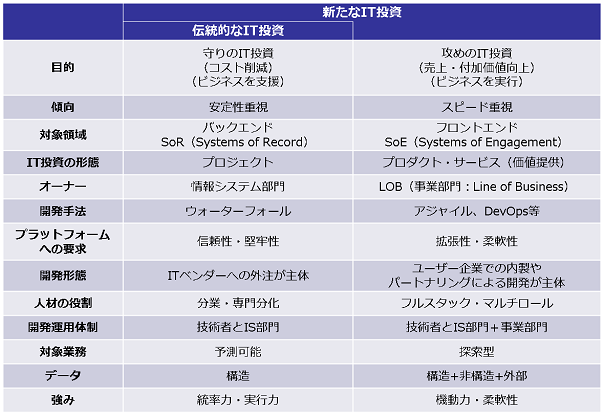 新たなIT投資
伝統的なIT投資
目的
守りのIT投資
(コスト削減)
(ビジネスを支援)
攻めのIT投資
(売上・付加価値向上)
(ビジネスを実行)
傾向
安定性重視
スピード重視
対象領域
バックエンド
SoR(Systems of Record)
フロントエンド
SoE(Systems of Engagement)
IT投資の形態
プロジェクト
プロダクト・サービス(価値提供)
オーナー
情報システム部門
LOB(事業部門:Line of Business)
開発手法
ウォーターフォール
アジャイル、DevOps等
プラットフォーム
への要求
信頼性・堅牢性
拡張性・柔軟性
開発形態
ITベンダーへの外注が主体
ユーザー企業での内製や
パートナリングによる開発が主体
人材の役割
分業・専門分化
フルスタック・マルチロール
開発運用体制
技術者とIS部門
技術者とIS部門+事業部門
対象業務
予測可能
探索型
データ
構造
構造+非構造+外部
強み
統率力・実行力
機動力・柔軟性